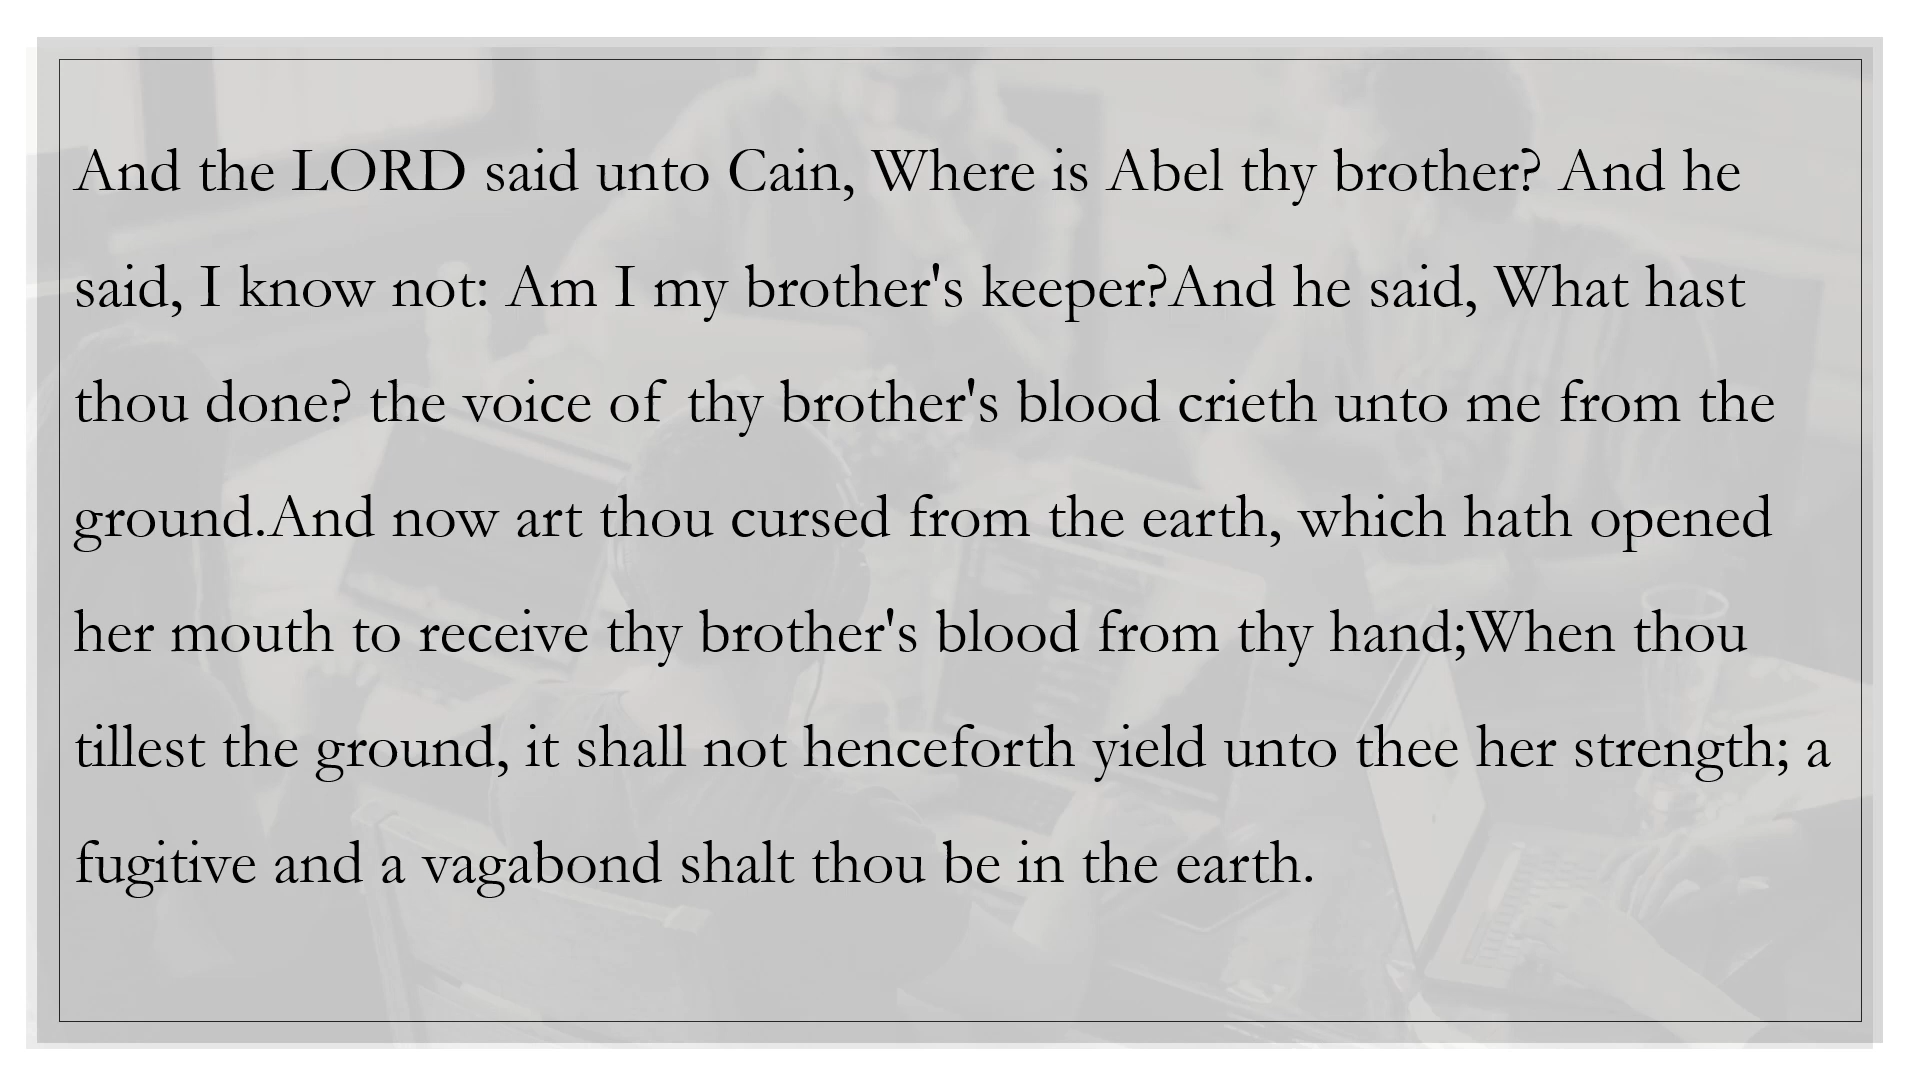 And the LORD said unto Cain, Where is Abel thy brother? And he
said, I know not: Am I my brother's keeper?And he said, What hast
thou done? the voice of thy brother's blood crieth unto me from the
ground.And now art thou cursed from the earth, which hath opened
her mouth to receive thy brother's blood from thy hand;When thou
tillest the ground, it shall not henceforth yield unto thee her strength; a
fugitive and a vagabond shalt thou be in the earth.